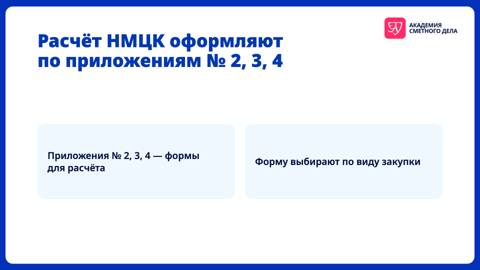 Расчёт НМЦК оформляют
по приложениям № 2, 3, 4
АКАДЕМИЯ
СМЕТНОГО ДЕЛА
Приложения № 2, 3, 4 — формы
для расчёта
Форму выбирают по виду закупки